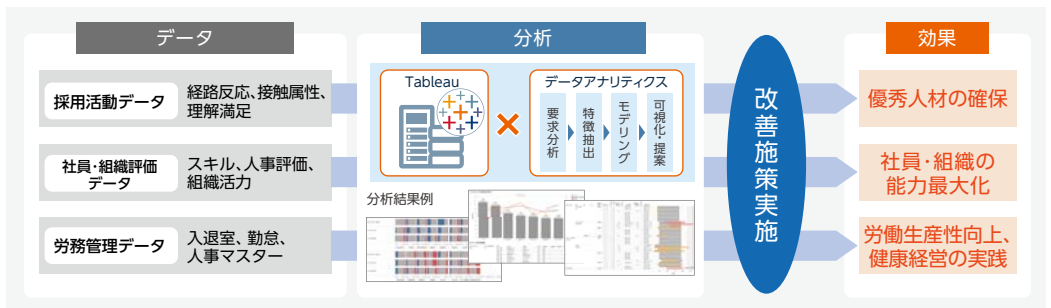 データ
分析
効果
採用活動データ
経路反応、接触属性、
理解満足
社員・組織評価
データ
スキル、人事評価、
組織活力
労務管理データ
入退室、勤怠、
人事マスター
Tableau
データアナリティクス
要求分析
特徴抽出
モデリング
可視化・提案
分析結果例
改善施策実施
優秀人材の確保
社員・組織の
能力最大化
労働生産性向上、
健康経営の実践